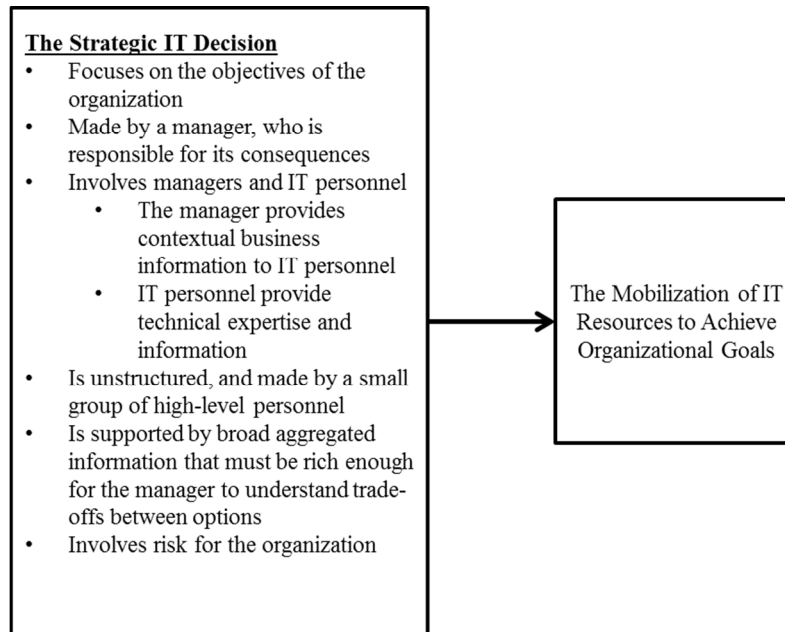 The Strategic IT Decision
• Focuses on the objectives of the
organization
• Made by a manager, who is
responsible for its consequences
• Involves managers and IT personnel
• The manager provides
contextual business
information to IT personnel
• IT personnel provide
technical expertise and
information
• Is unstructured, and made by a small
group of high-level personnel
• Is supported by broad aggregated
information that must be rich enough
for the manager to understand trade-
offs between options
• Involves risk for the organization
The Mobilization of IT
Resources to Achieve
Organizational Goals